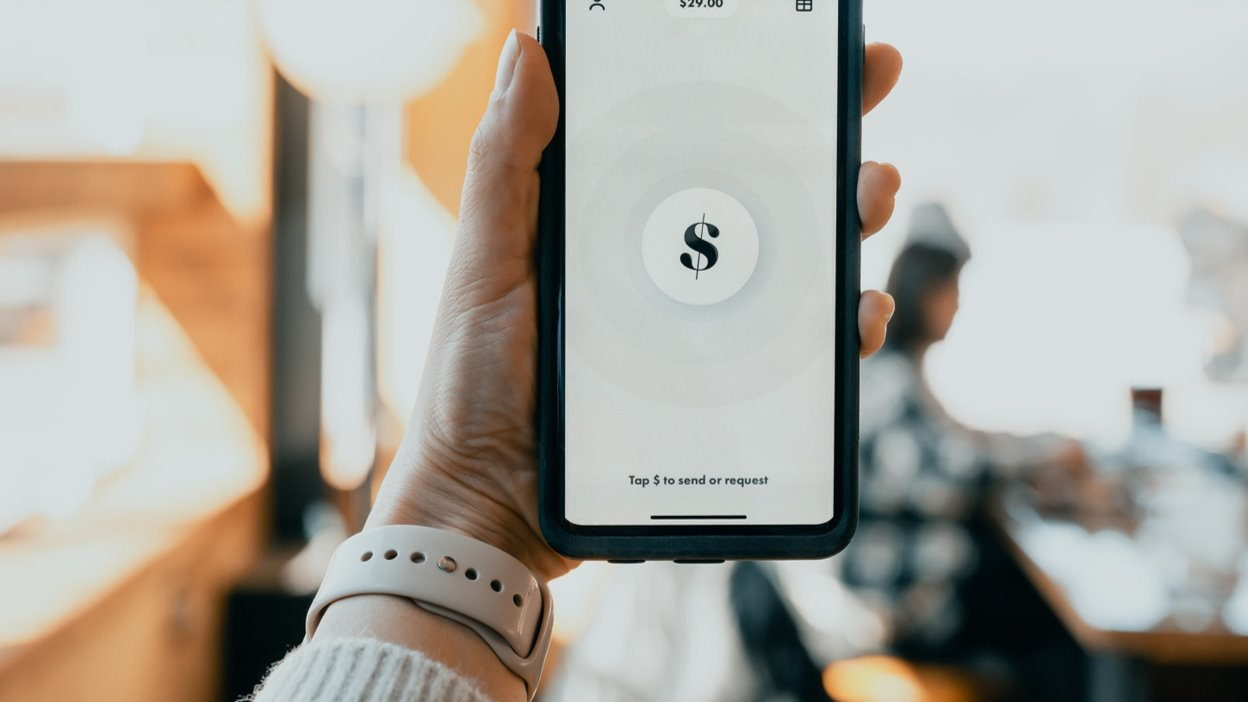 $29.00
$
Tap $ to send or request